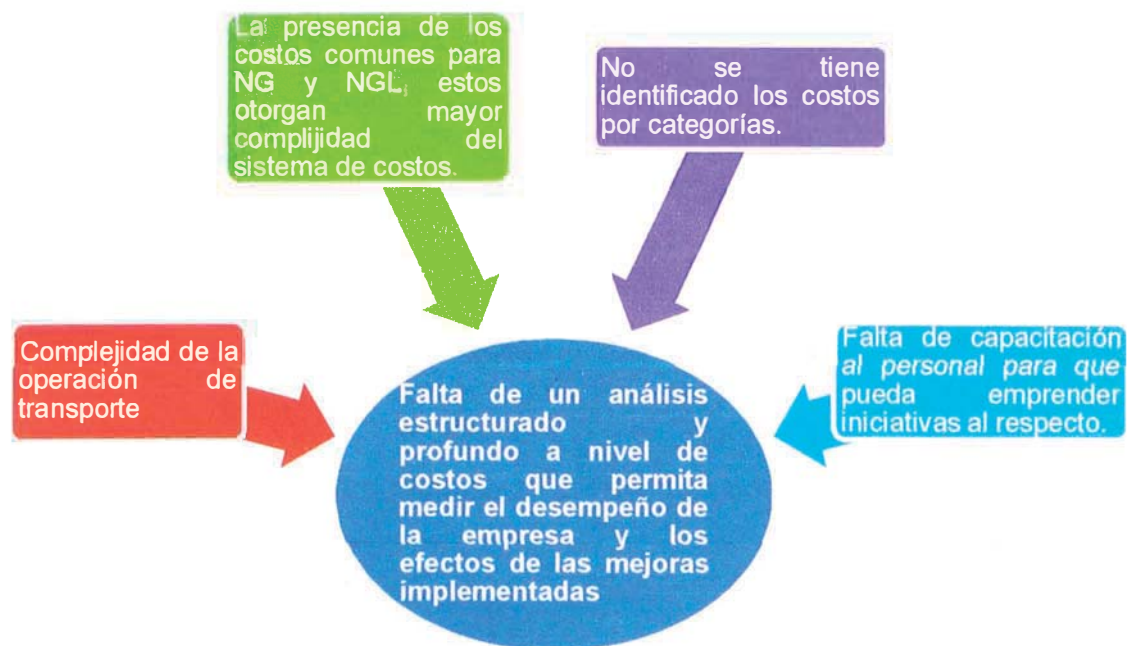 La presencia de los
costos comunes para
NG y NGL, estos
otorgan mayor
complijidad del
sistema de costos.
No se tiene
identificado los costos
por categorías.
Complejidad de la
operación de
transporte
Falta de capacitación
al personal para que
pueda emprender
iniciativas al respecto.
Falta de un análisis
estructurado y
profundo a nivel de
costos que permita
medir el desempeño de
la empresa y los
efectos de las mejoras
implementadas